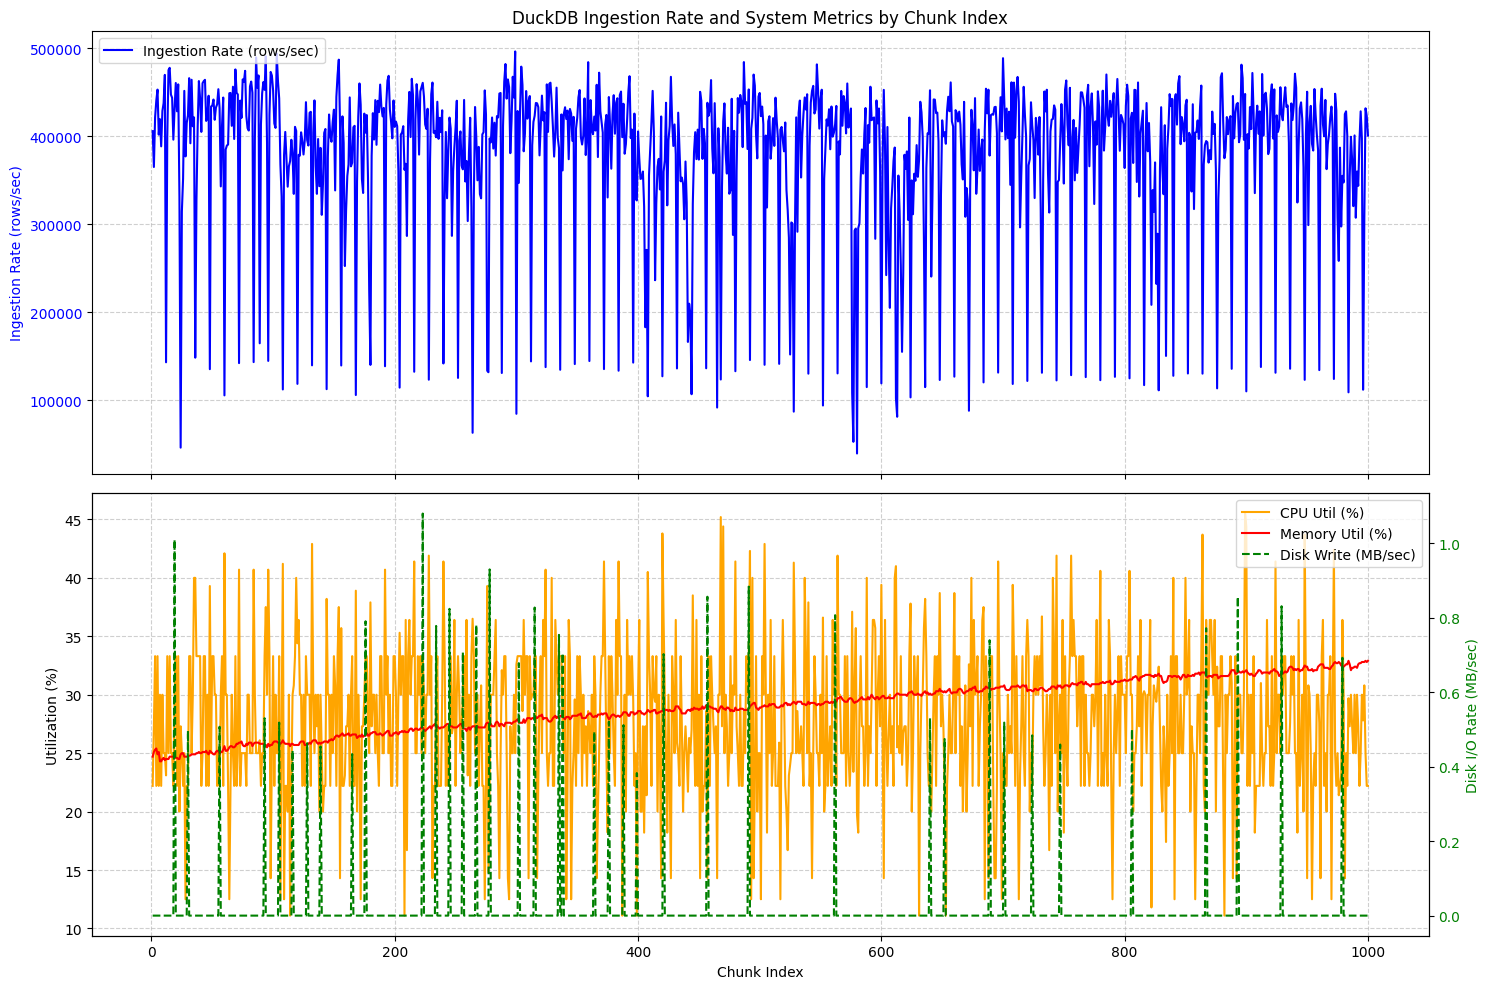 DuckDB Ingestion Rate and System Metrics by Chunk Index
Ingestion Rate (rows/sec)
500000
400000
300000
200000
100000
Ingestion Rate (rows/sec)
CPU Util (%)
Memory Util (%)
Disk Write (MB/sec)
45
40
35
30
25
20
15
10
Utilization (%)
1.0
0.8
0.6
0.4
0.2
0.0
Disk I/O Rate (MB/sec)
0
200
400
600
800
1000
Chunk Index